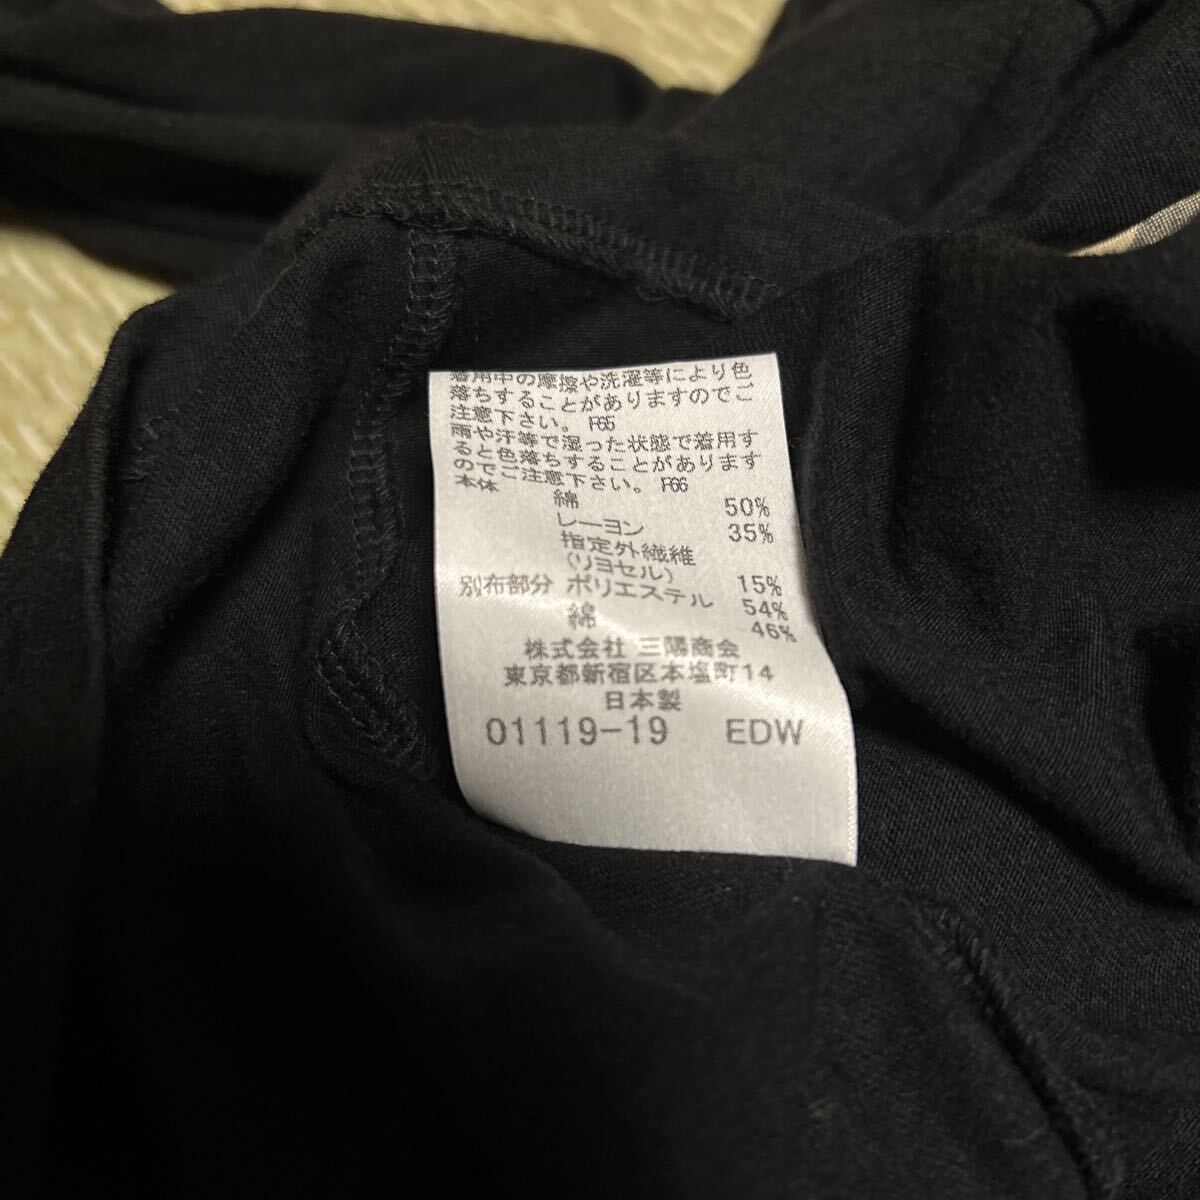 着用中の摩擦や洗濯等により色
落ちすることがありますのでご
注意下さい。 F65
雨や汗等で湿った状態で着用す
ると色落ちすることがあります
のでご注意下さい。 F66
本体 綿 50%
レーヨン 35%
指定外繊維
(リヨセル) 15%
別布部分 ポリエステル 54%
綿 46%
株式会社 三陽商会
東京都新宿区本塩町14
日本製
01119-19 EDW